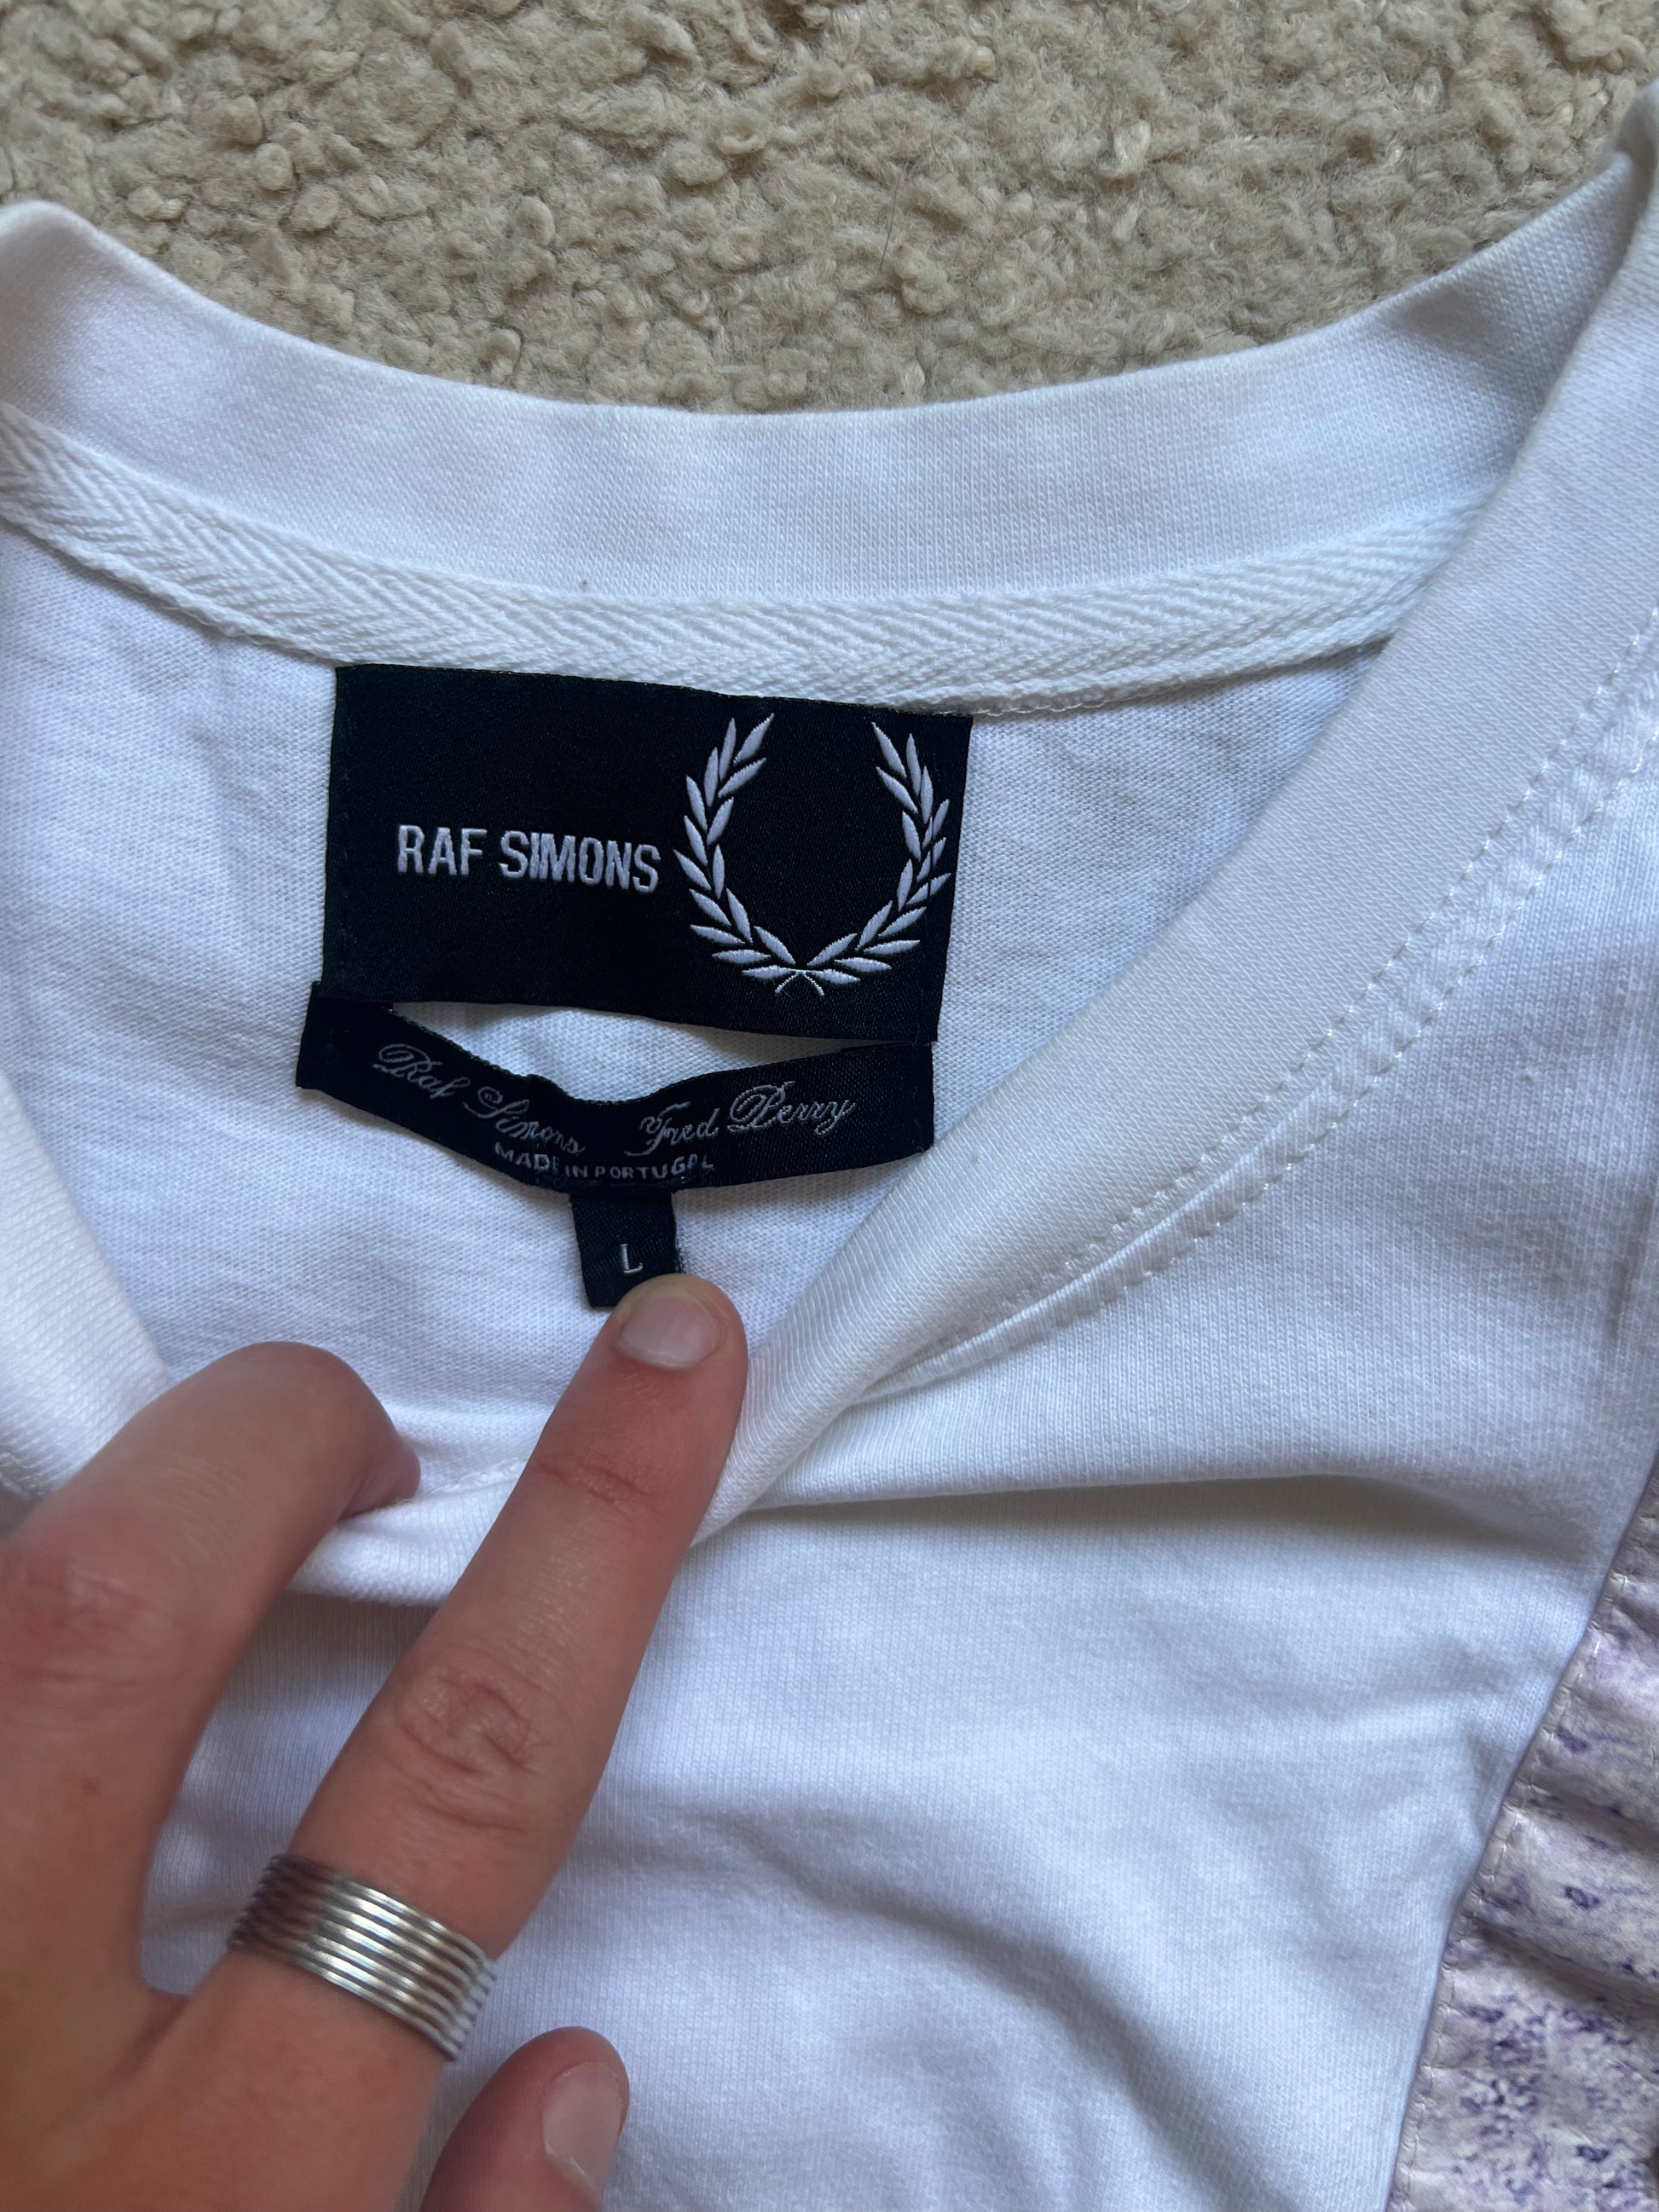 RAF SIMONS
Raf Simons Fred Perry
MADE IN PORTUGAL
L